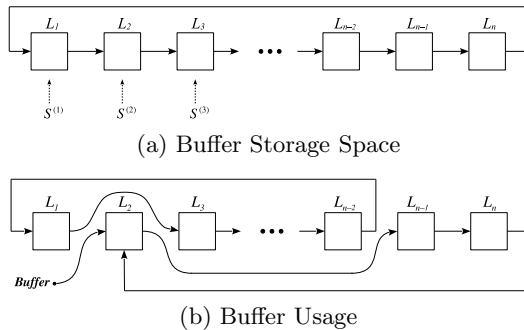 L₁ L₂ L₃ Lₙ₋₂ Lₙ₋₁ Lₙ
S⁽¹⁾ S⁽²⁾ S⁽³⁾
(a) Buffer Storage Space
L₁ L₂ L₃ Lₙ₋₂ Lₙ₋₁ Lₙ
Buffer
(b) Buffer Usage